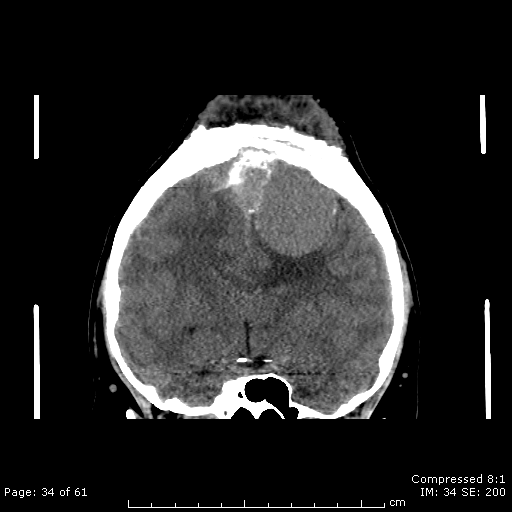 Compressed 8:1
Page: 34 of 61
IM: 34 SE: 200
cm